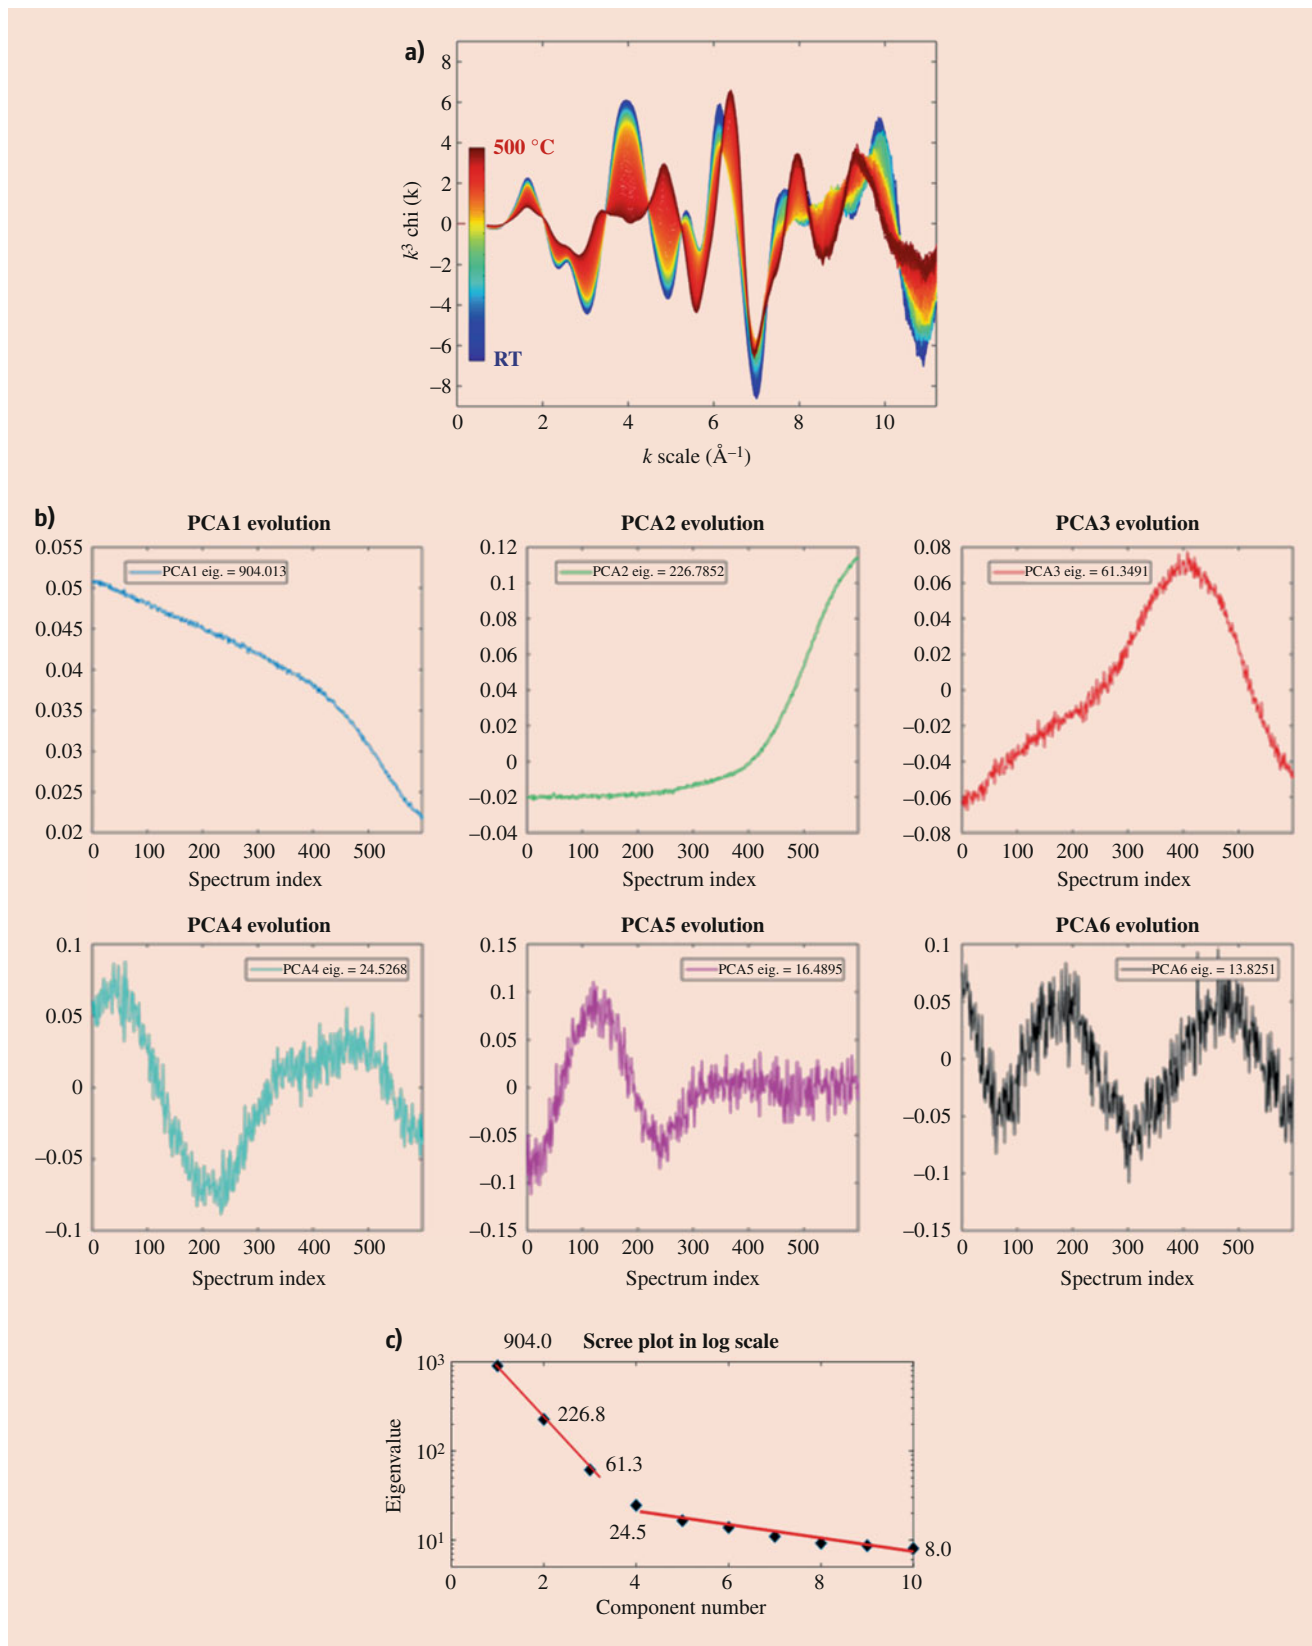 a)
8
6
4
2
0
–2
–4
–6
–8
k³ chi (k)
500 °C
RT
0 2 4 6 8 10
k scale (Å⁻¹)
b)
PCA1 evolution
0.055
0.05
0.045
0.04
0.035
0.03
0.025
0.02
PCA1 eig. = 904.013
0 100 200 300 400 500
Spectrum index
PCA2 evolution
0.12
0.1
0.08
0.06
0.04
0.02
0
–0.02
–0.04
PCA2 eig. = 226.7852
0 100 200 300 400 500
Spectrum index
PCA3 evolution
0.08
0.06
0.04
0.02
0
–0.02
–0.04
–0.06
–0.08
PCA3 eig. = 61.3491
0 100 200 300 400 500
Spectrum index
PCA4 evolution
0.1
0.05
0
–0.05
–0.1
PCA4 eig. = 24.5268
0 100 200 300 400 500
Spectrum index
PCA5 evolution
0.15
0.1
0.05
0
–0.05
–0.1
–0.15
PCA5 eig. = 16.4895
0 100 200 300 400 500
Spectrum index
PCA6 evolution
0.1
0.05
0
–0.05
–0.1
–0.15
PCA6 eig. = 13.8251
0 100 200 300 400 500
Spectrum index
c)
Scree plot in log scale
10³
10²
10¹
Eigenvalue
904.0
226.8
61.3
24.5
8.0
0 2 4 6 8 10
Component number